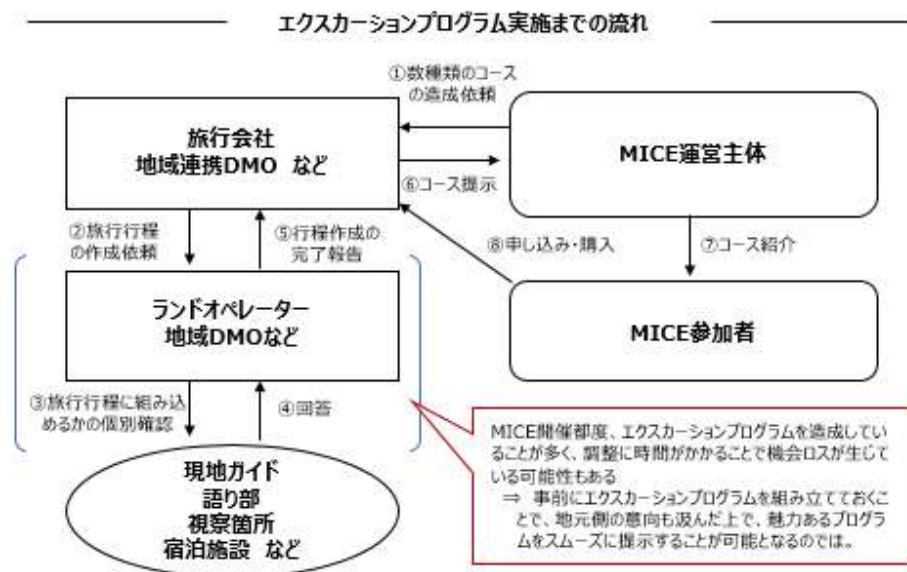 エクスカーションプログラム実施までの流れ
①数種類のコース
の造成依頼
旅行会社
地域連携DMO など
MICE運営主体
⑥コース提示
②旅行行程
の作成依頼
⑤行程作成の
完了報告
⑧申し込み・購入
⑦コース紹介
ランドオペレーター
地域DMOなど
MICE参加者
③旅行行程に組み込
めるかの個別確認
④回答
MICE開催都度、エクスカーションプログラムを造成してい
ることが多く、調整に時間がかかることで機会ロスが生じて
いる可能性もある
⇒ 事前にエクスカーションプログラムを組み立てておくこ
とで、地元側の意向も汲んだ上で、魅力あるプログラ
ムをスムーズに提示することが可能となるのでは。
現地ガイド
語り部
視察箇所
宿泊施設 など